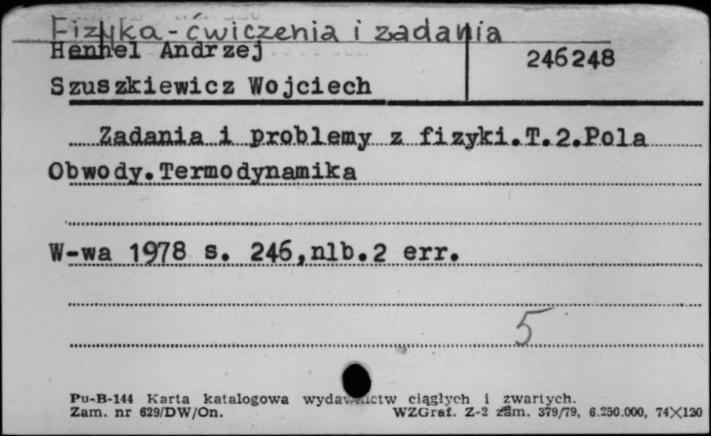 Fizyka - ćwiczenia i zadania
Hennel Andrzej 246248
Szuszkiewicz Wojciech
Zadania i problemy z fizyki.T.2.Pola
Obwody.Termodynamika
W-wa 1978 s. 246,nlb.2 err.
5
Pu-B-144 Karta katalogowa wydawnictw ciągłych i zwartych.
Zam. nr 629/DW/On. WZGraf. Z-2 zam. 379/79, 6.250.000, 74×120